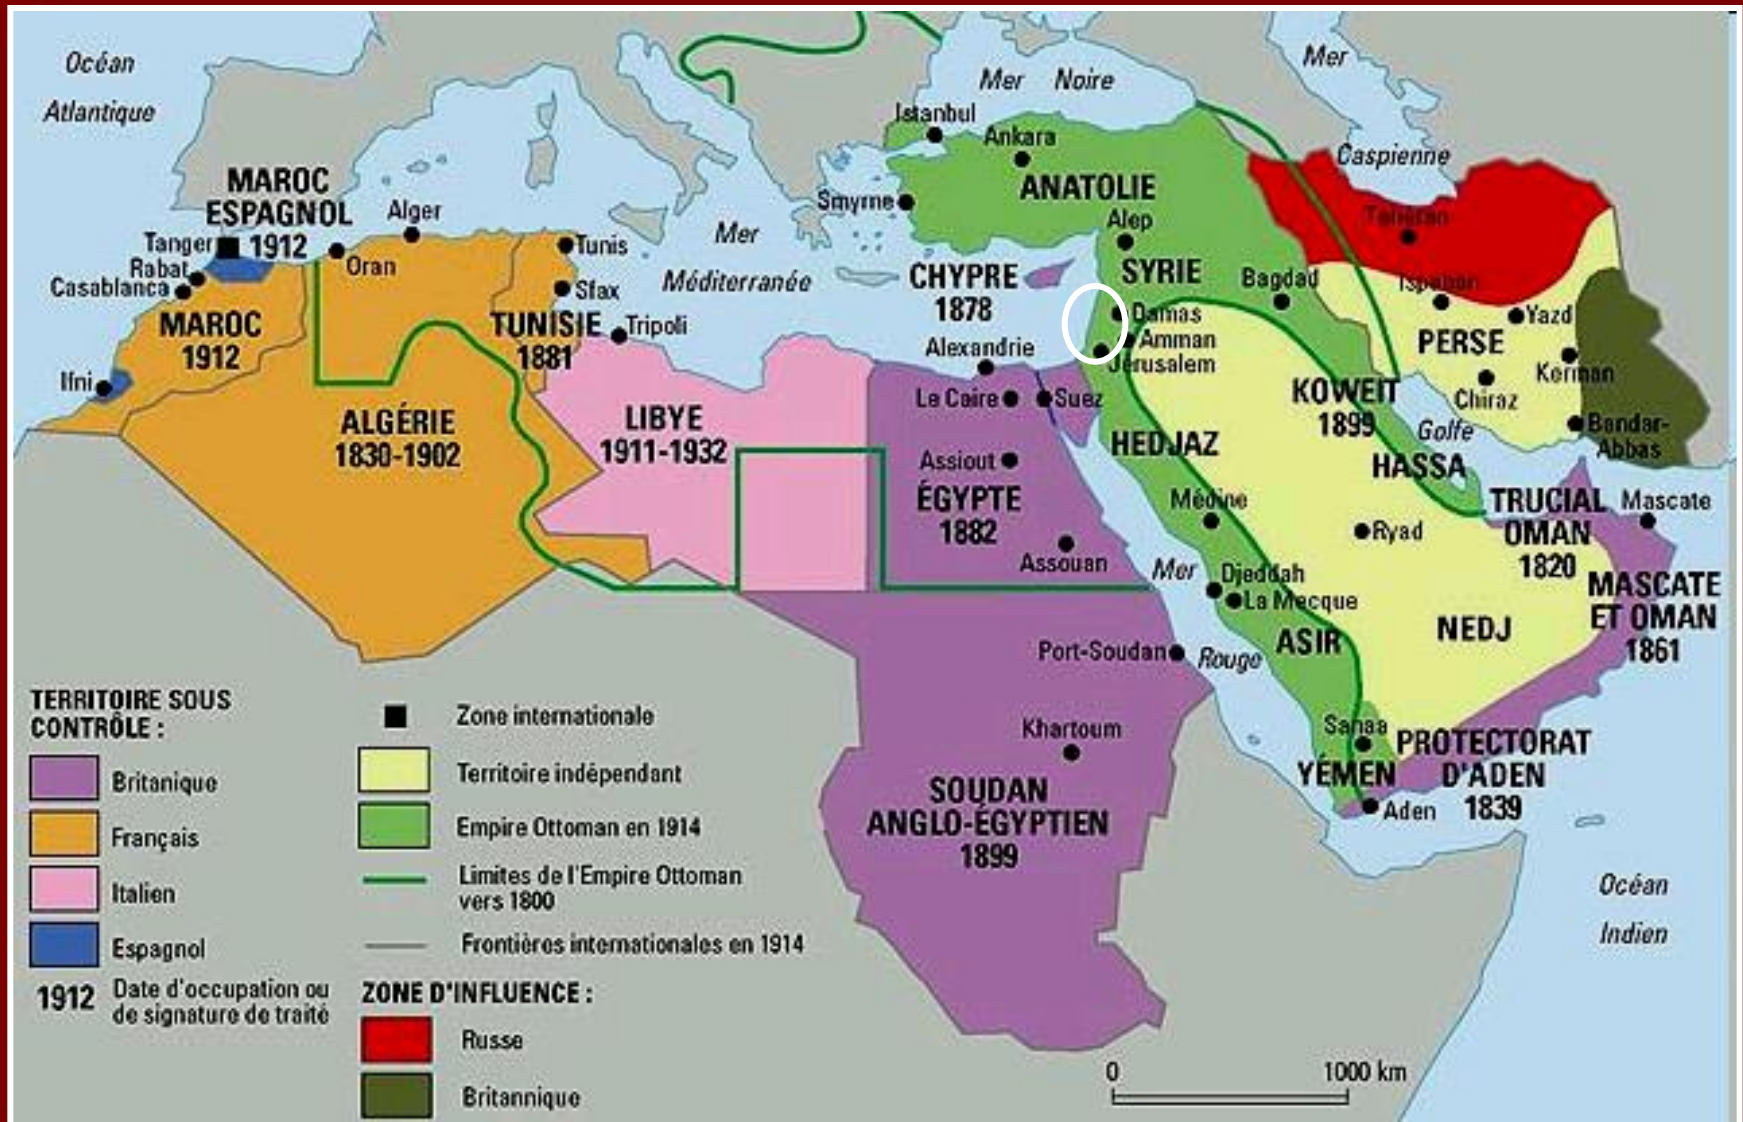 Océan
Atlantique
Mer Noire
Mer
Caspienne
Istanbul
Ankara
ANATOLIE
Smyrne
Alep
MAROC
ESPAGNOL
1912
Alger
Tanger
Rabat
Casablanca
Oran
Tunis
Sfax
Mer
Méditerranée
CHYPRE
1878
SYRIE
Bagdad
Téhéran
Ispahan
Yazd
MAROC
1912
TUNISIE
1881
Tripoli
Damas
Amman
Jérusalem
Alexandrie
PERSE
Kerman
Chiraz
Ifni
Le Caire
Suez
KOWEIT
1899
Golfe
Bandar-
Abbas
ALGÉRIE
1830-1902
LIBYE
1911-1932
HEDJAZ
HASSA
Assiout
ÉGYPTE
1882
Médine
Ryad
TRUCIAL
OMAN
1820
Mascate
Assouan
Mer
Rouge
Djeddah
La Mecque
MASCATE
ET OMAN
1861
NEDJ
ASIR
Port-Soudan
Khartoum
SOUDAN
ANGLO-ÉGYPTIEN
1899
Sanaa
YÉMEN
PROTECTORAT
D'ADEN
1839
Aden
Océan
Indien
TERRITOIRE SOUS
CONTRÔLE :
Britanique
Français
Italien
Espagnol
1912 Date d'occupation ou
de signature de traité
Zone internationale
Territoire indépendant
Empire Ottoman en 1914
Limites de l'Empire Ottoman
vers 1800
Frontières internationales en 1914
ZONE D'INFLUENCE :
Russe
Britannique
0 1000 km